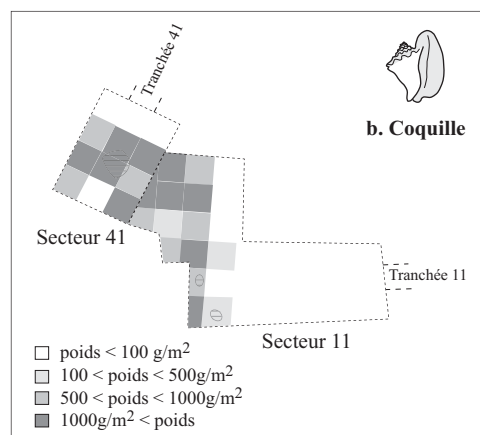 Tranchée 41
b. Coquille
Secteur 41
Tranchée 11
Secteur 11
poids < 100 g/m²
100 < poids < 500g/m²
500 < poids < 1000g/m²
1000g/m² < poids